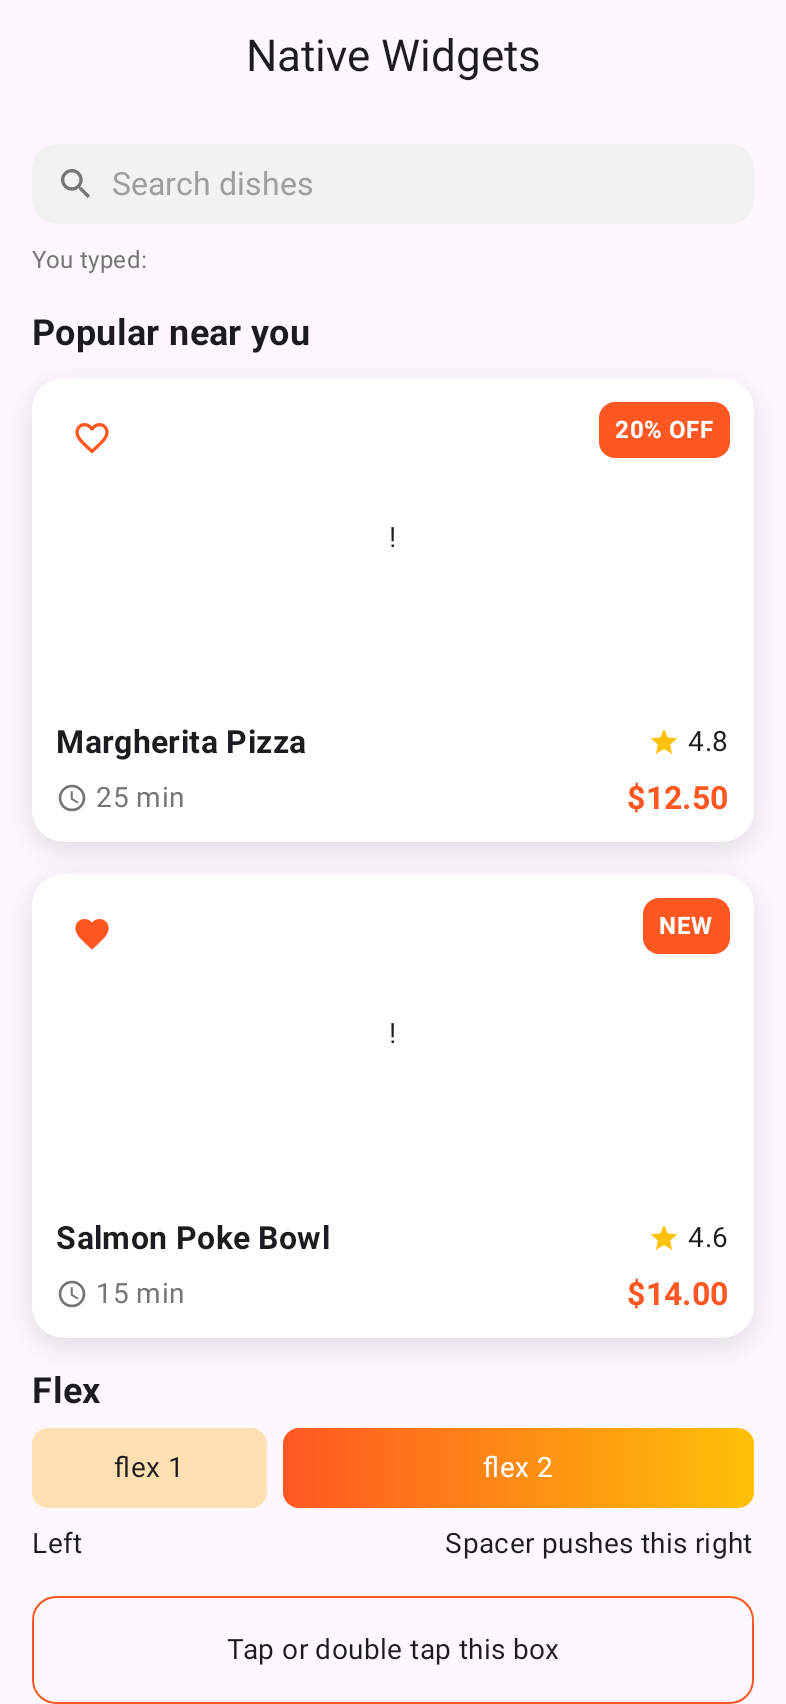 Native Widgets
Search dishes
You typed:
Popular near you
20% OFF
!
Margherita Pizza
4.8
25 min
$12.50
NEW
!
Salmon Poke Bowl
4.6
15 min
$14.00
Flex
flex 1
flex 2
Left
Spacer pushes this right
Tap or double tap this box